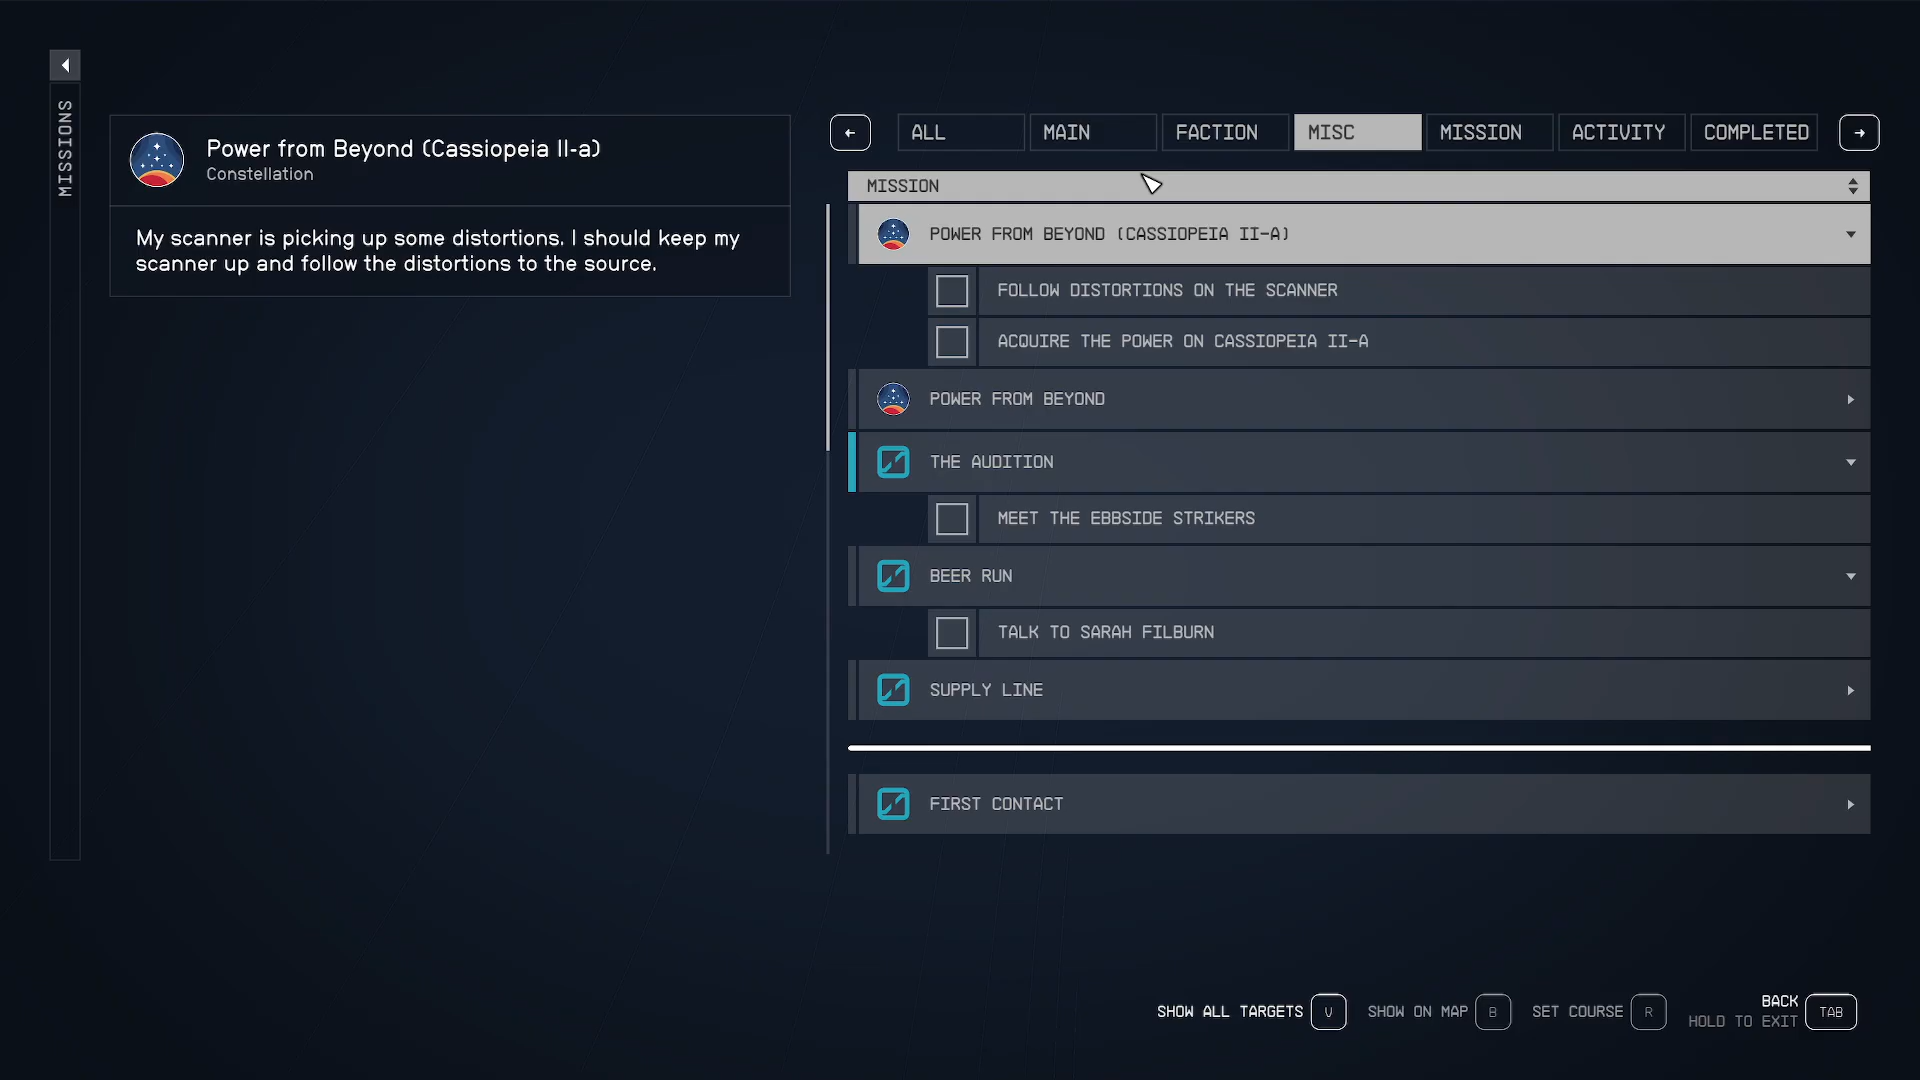 MISSIONS
Power from Beyond (Cassiopeia II-a)
Constellation
My scanner is picking up some distortions. I should keep my
scanner up and follow the distortions to the source.
ALL
MAIN
FACTION
MISC
MISSION
ACTIVITY
COMPLETED
MISSION
POWER FROM BEYOND (CASSIOPEIA II-A)
FOLLOW DISTORTIONS ON THE SCANNER
ACQUIRE THE POWER ON CASSIOPEIA II-A
POWER FROM BEYOND
THE AUDITION
MEET THE EBBSIDE STRIKERS
BEER RUN
TALK TO SARAH FILBURN
SUPPLY LINE
FIRST CONTACT
SHOW ALL TARGETS V
SHOW ON MAP B
SET COURSE R
BACK
HOLD TO EXIT
TAB